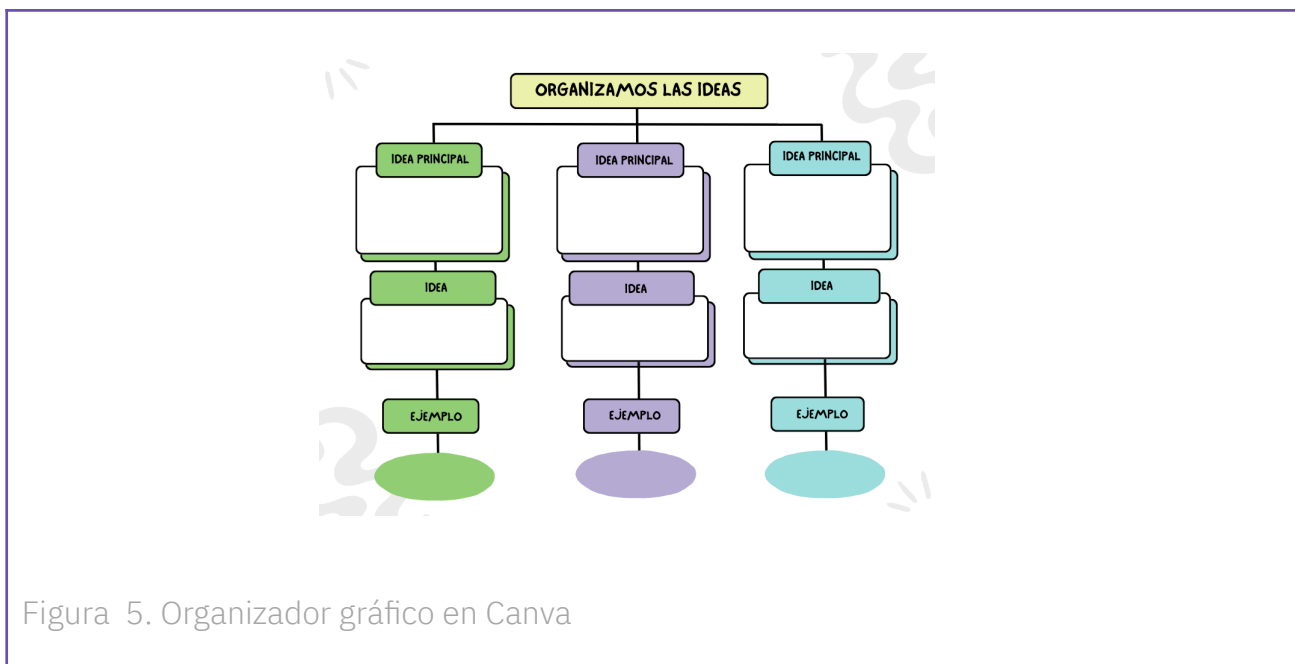 ORGANIZAMOS LAS IDEAS
IDEA PRINCIPAL
IDEA PRINCIPAL
IDEA PRINCIPAL
IDEA
IDEA
IDEA
EJEMPLO
EJEMPLO
EJEMPLO
Figura 5. Organizador gráfico en Canva